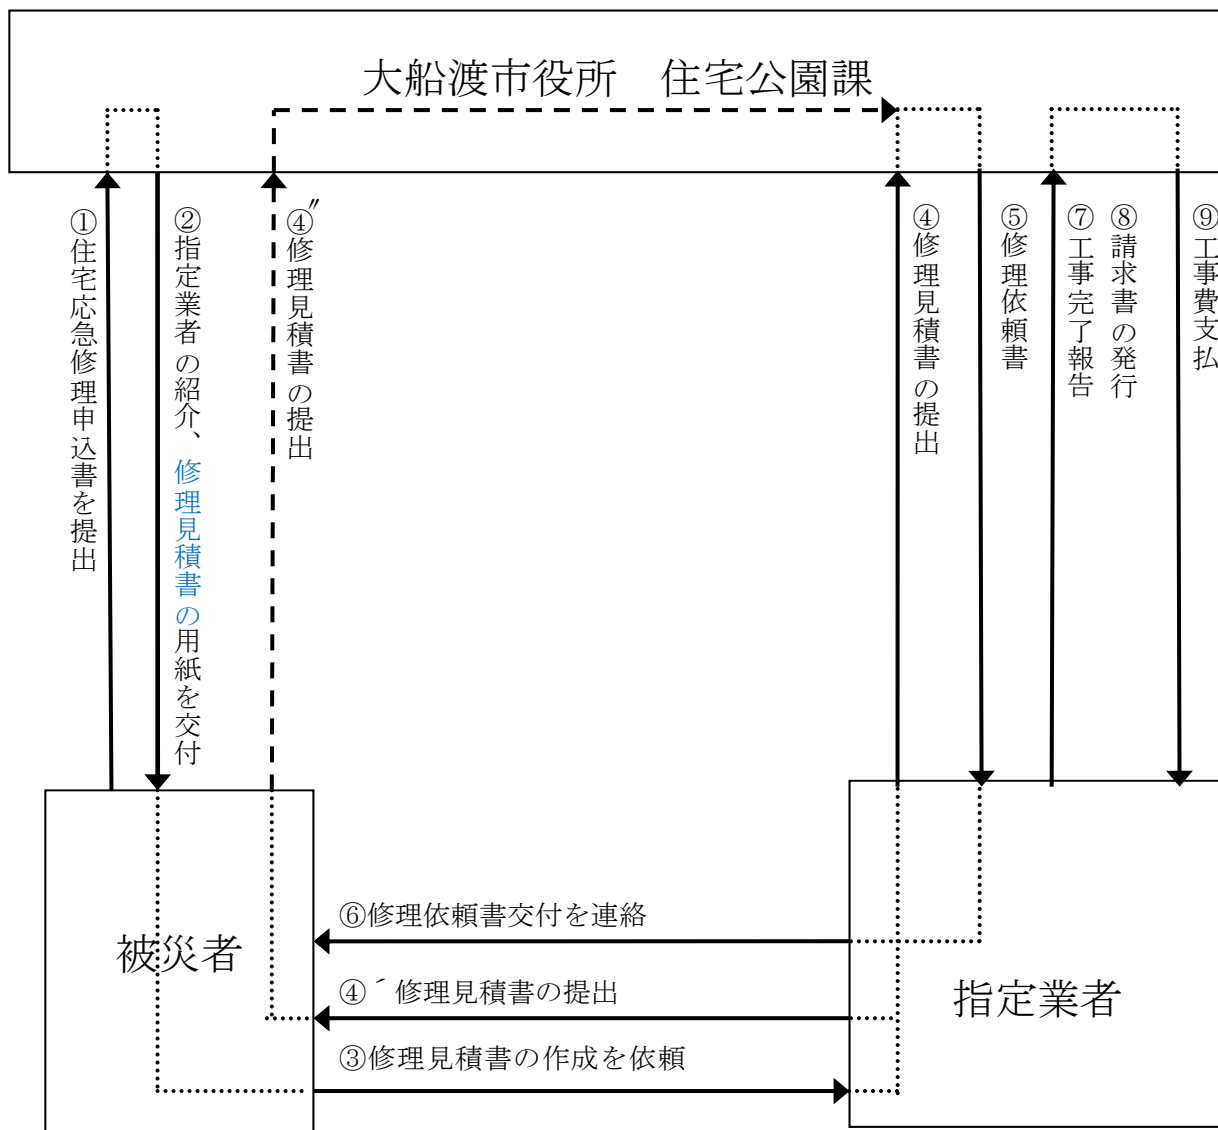 大船渡市役所　住宅公園課
①住宅応急修理申込書を提出
②指定業者の紹介、修理見積書の用紙を交付
④″修理見積書の提出
④修理見積書の提出
⑤修理依頼書
⑦工事完了報告
⑧請求書の発行
⑨工事費支払
⑥修理依頼書交付を連絡
④´修理見積書の提出
③修理見積書の作成を依頼
被災者
指定業者